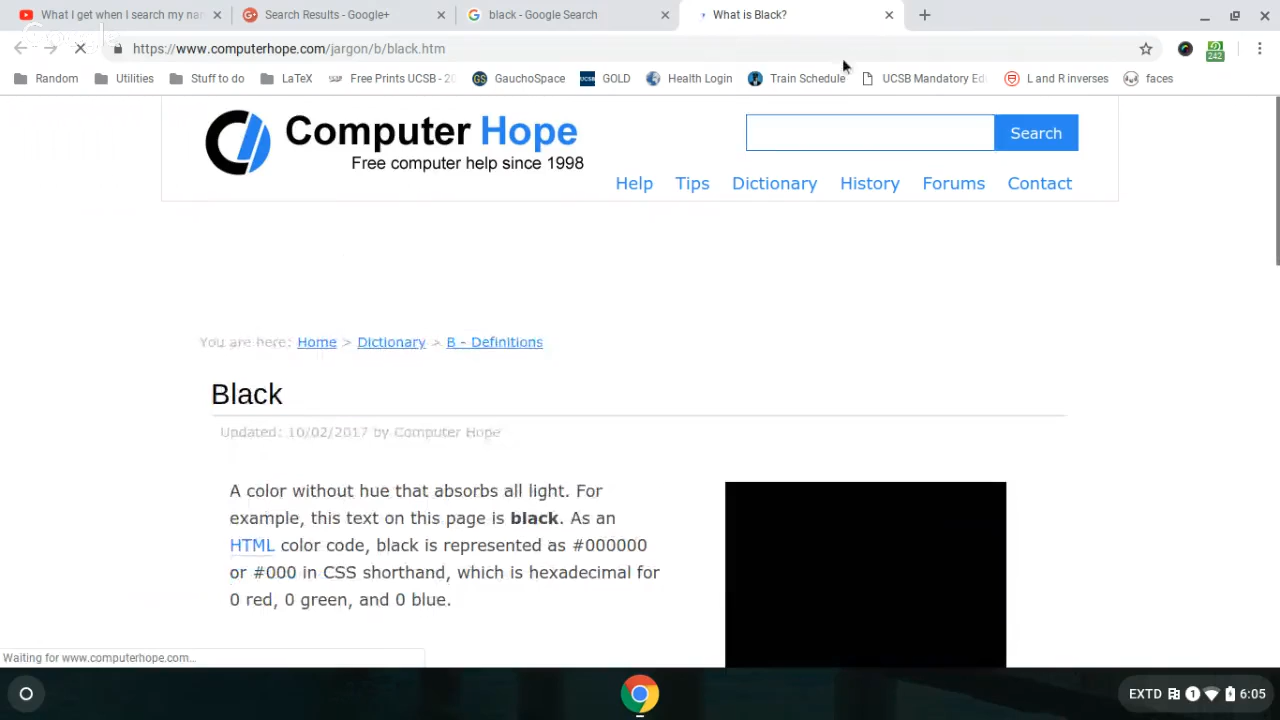 What I get when I search my nar
Search Results - Google+
black - Google Search
What is Black?
Google
https://www.computerhope.com/jargon/b/black.htm
242
Random
Utilities
Stuff to do
LaTeX
Free Prints UCSB - 20
GauchoSpace
GOLD
Health Login
Train Schedule
UCSB Mandatory Ed
L and R inverses
faces
Computer Hope
Free computer help since 1998
Search
Help Tips Dictionary History Forums Contact
You are here: Home > Dictionary > B - Definitions
Black
Updated: 10/02/2017 by Computer Hope
A color without hue that absorbs all light. For
example, this text on this page is black. As an
HTML color code, black is represented as #000000
or #000 in CSS shorthand, which is hexadecimal for
0 red, 0 green, and 0 blue.
Waiting for www.computerhope.com...
EXTD 1 6:05